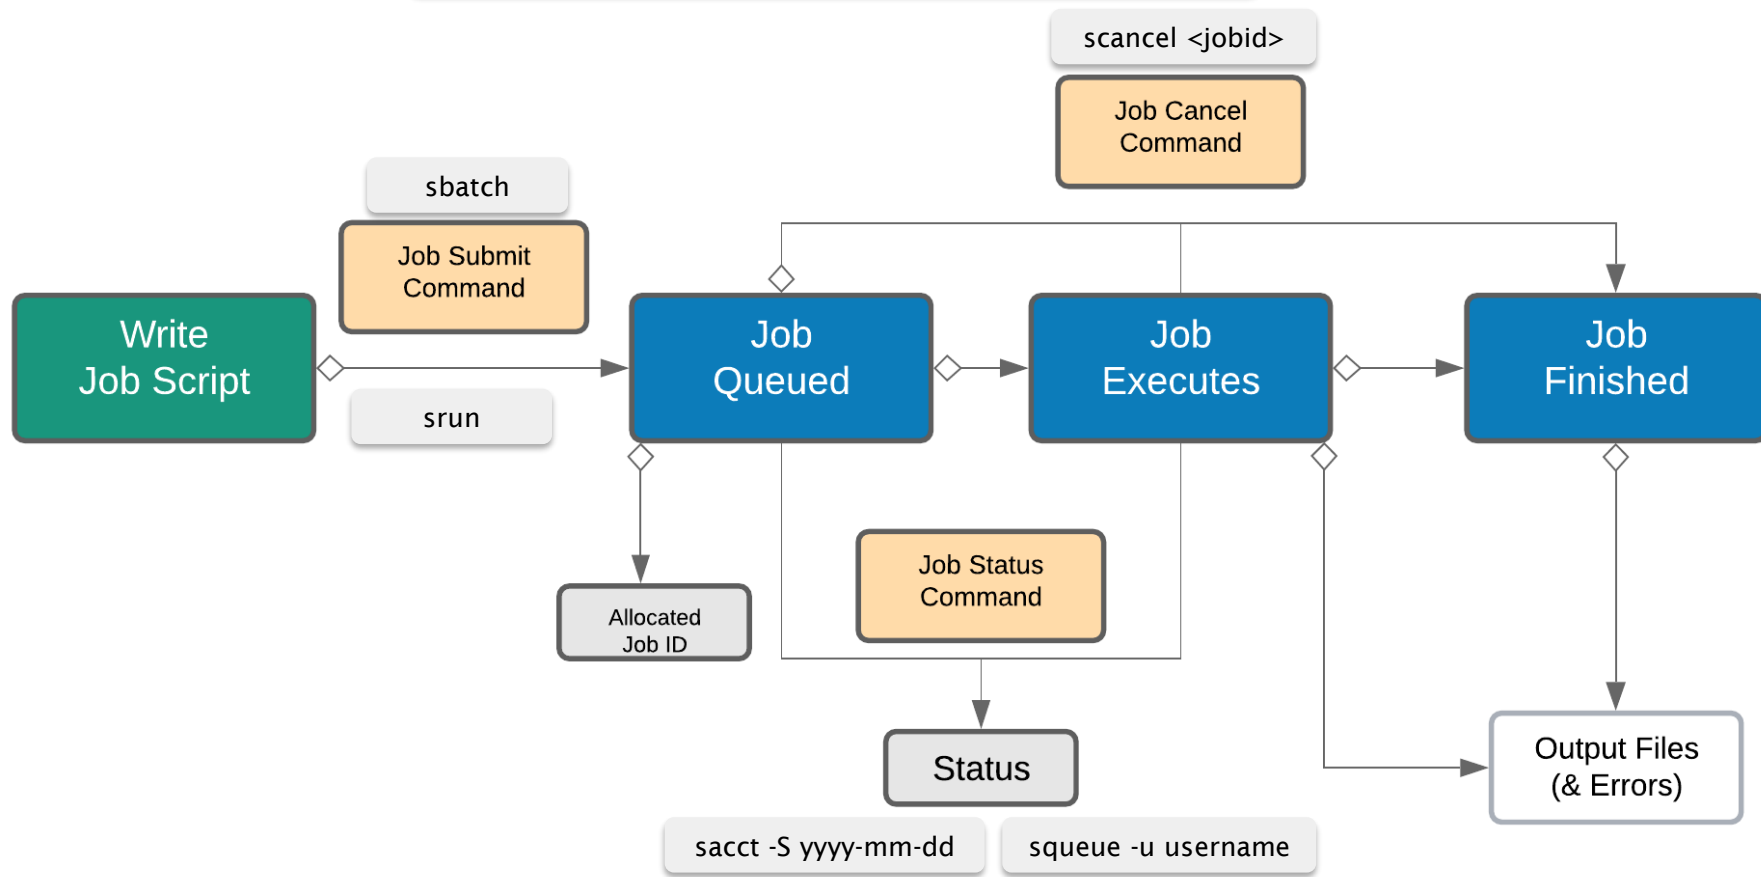 scancel <jobid>
Job Cancel
Command
sbatch
Job Submit
Command
Write
Job Script
srun
Job
Queued
Job
Executes
Job
Finished
Allocated
Job ID
Job Status
Command
Status
sacct -S yyyy-mm-dd
squeue -u username
Output Files
(& Errors)